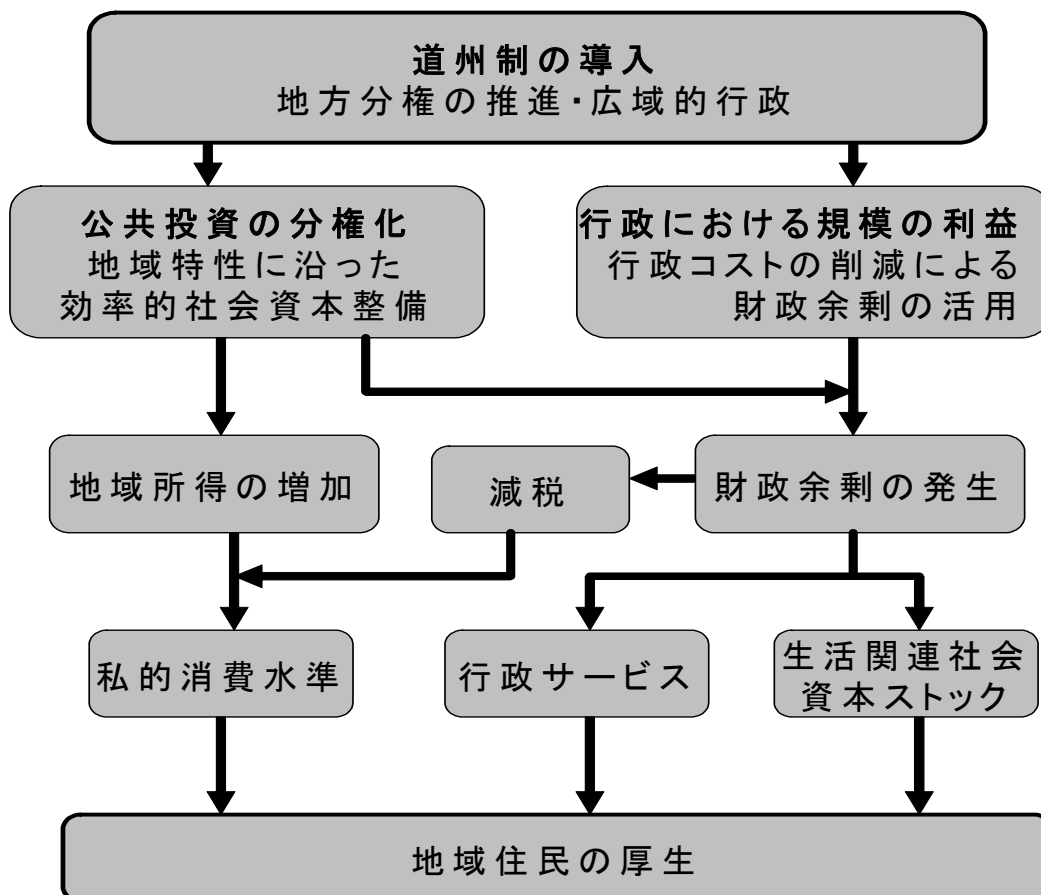 道州制の導入
地方分権の推進・広域的行政
公共投資の分権化
地域特性に沿った
効率的社会資本整備
行政における規模の利益
行政コストの削減による
財政余剰の活用
地域所得の増加
減税
財政余剰の発生
私的消費水準
行政サービス
生活関連社会
資本ストック
地域住民の厚生